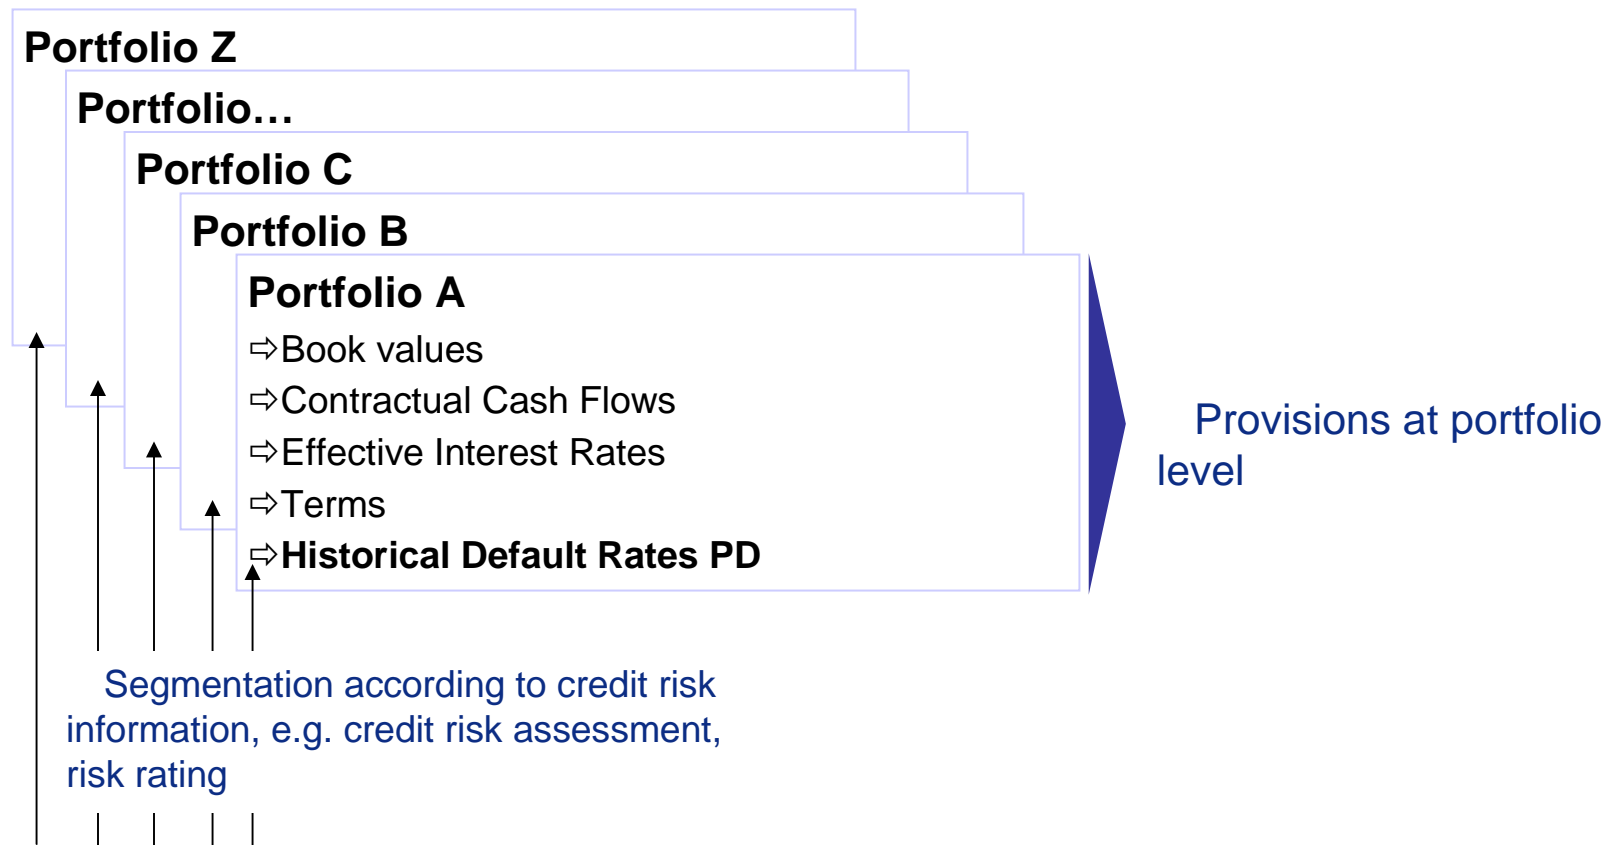 Portfolio Z
Portfolio…
Portfolio C
Portfolio B
Portfolio A
⇨Book values
⇨Contractual Cash Flows
⇨Effective Interest Rates
⇨Terms
⇨Historical Default Rates PD
Provisions at portfolio
level
Segmentation according to credit risk
information, e.g. credit risk assessment,
risk rating